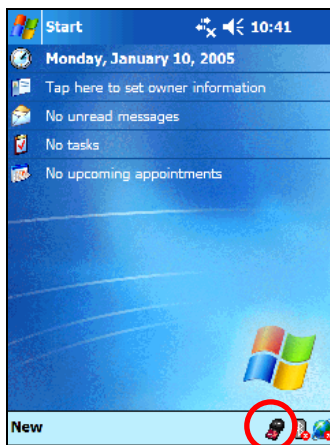 Start 10:41
Monday, January 10, 2005
Tap here to set owner information
No unread messages
No tasks
No upcoming appointments
New